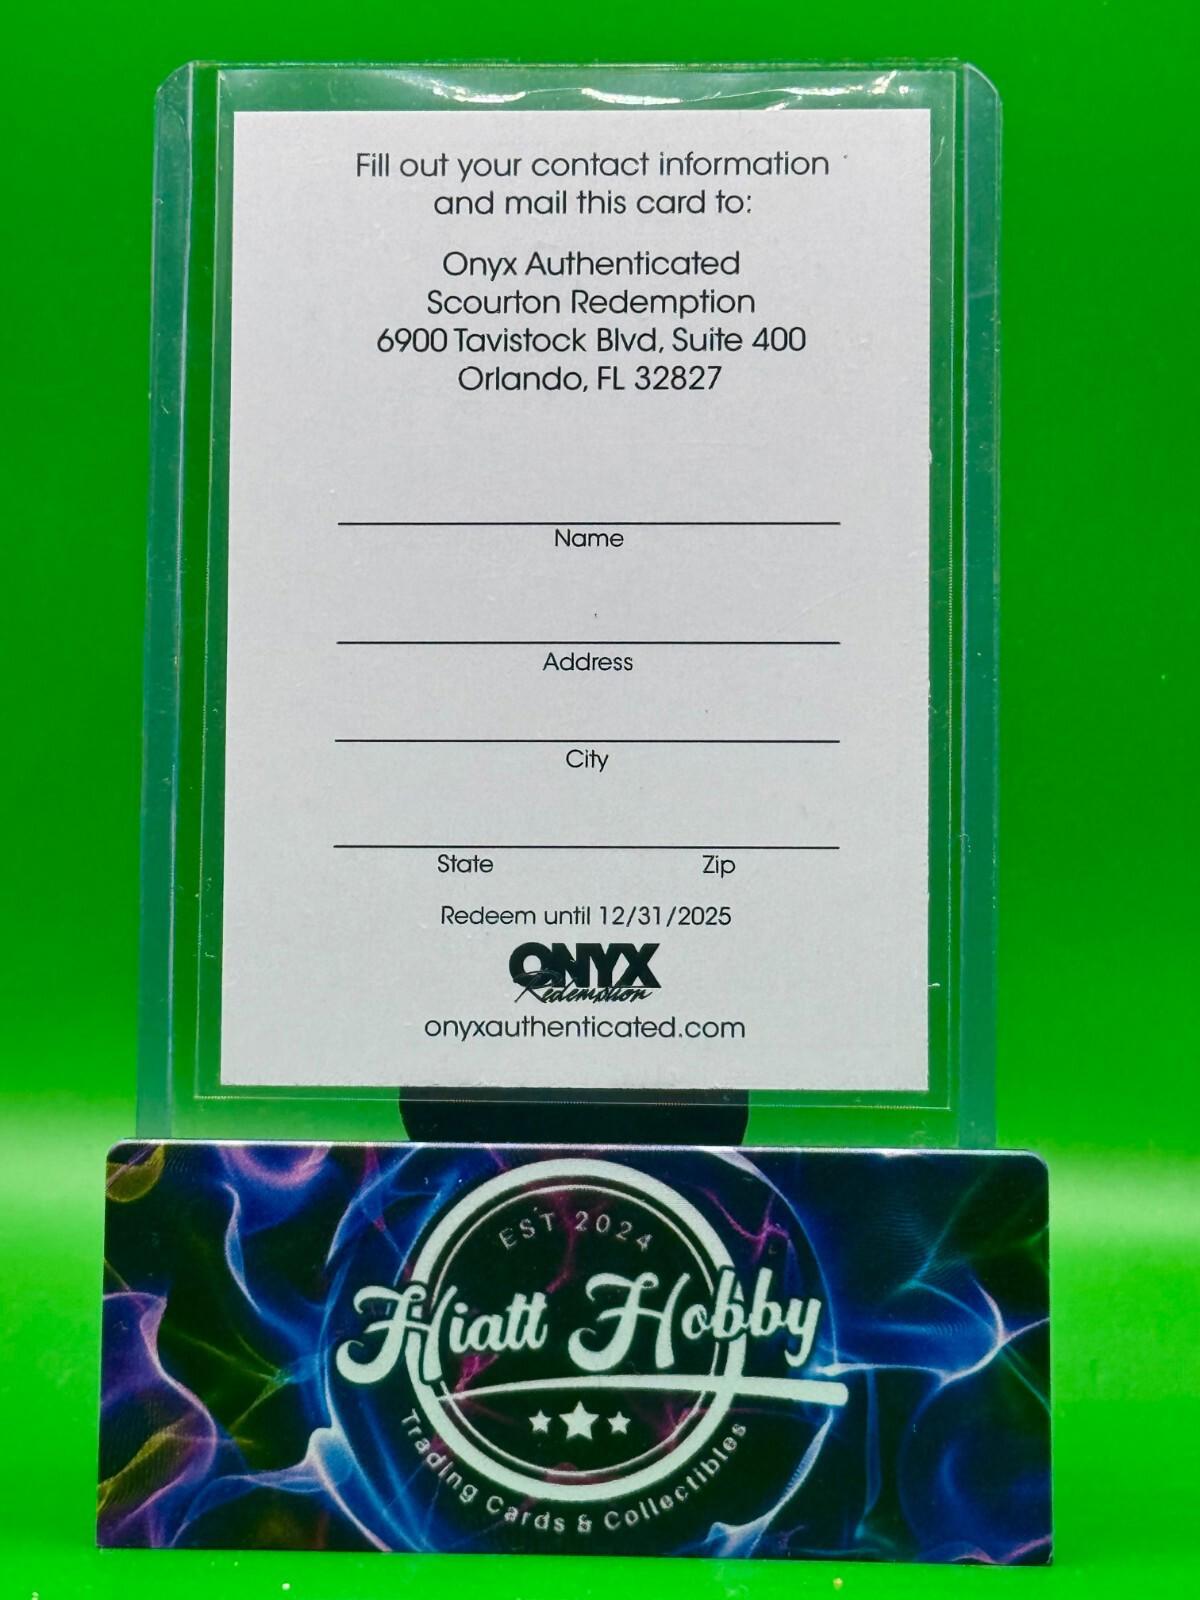 Fill out your contact information
and mail this card to:
Onyx Authenticated
Scourton Redemption
6900 Tavistock Blvd, Suite 400
Orlando, FL 32827
Name
Address
City
State Zip
Redeem until 12/31/2025
ONYX
Redemption
onyxauthenticated.com
EST 2024
Hiatt Hobby
Trading Cards & Collectibles